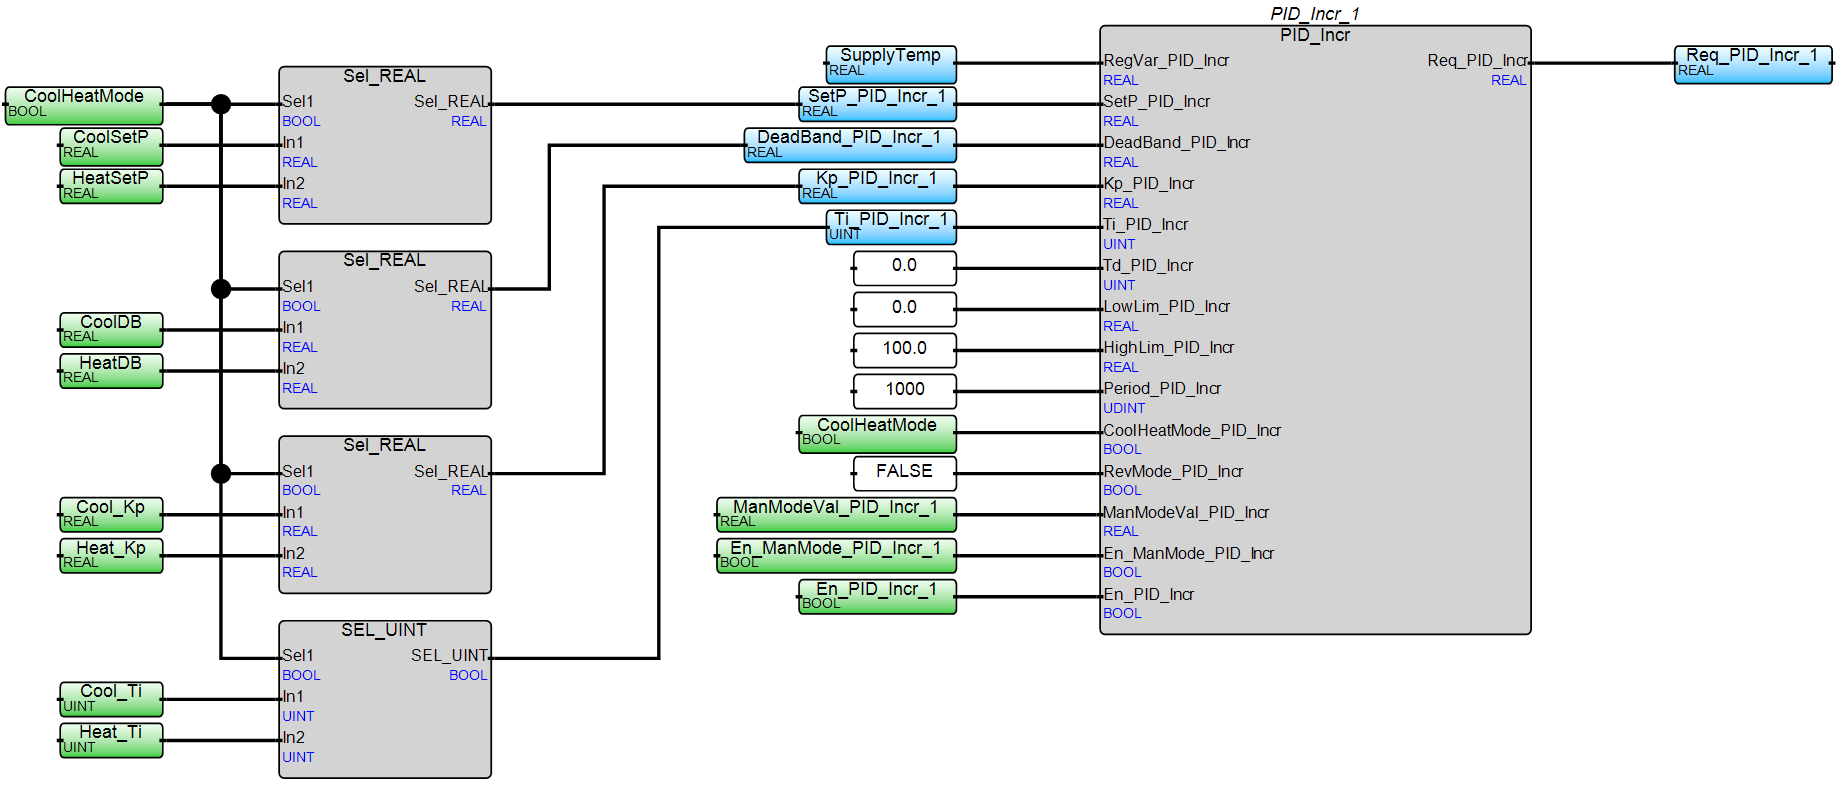 PID_Incr_1
PID_Incr
CoolHeatMode
BOOL
CoolSetP
REAL
HeatSetP
REAL
Sel_REAL
Sel1
BOOL
In1
REAL
In2
REAL
Sel_REAL
REAL
CoolDB
REAL
HeatDB
REAL
Sel_REAL
Sel1
BOOL
In1
REAL
In2
REAL
Sel_REAL
REAL
Cool_Kp
REAL
Heat_Kp
REAL
Sel_REAL
Sel1
BOOL
In1
REAL
In2
REAL
Sel_REAL
REAL
Cool_Ti
UINT
Heat_Ti
UINT
SEL_UINT
Sel1
BOOL
In1
UINT
In2
UINT
SEL_UINT
BOOL
SupplyTemp
REAL
SetP_PID_Incr_1
REAL
DeadBand_PID_Incr_1
REAL
Kp_PID_Incr_1
REAL
Ti_PID_Incr_1
UINT
0.0
0.0
100.0
1000
CoolHeatMode
BOOL
FALSE
ManModeVal_PID_Incr_1
REAL
En_ManMode_PID_Incr_1
BOOL
En_PID_Incr_1
BOOL
RegVar_PID_Incr
REAL
SetP_PID_Incr
REAL
DeadBand_PID_Incr
REAL
Kp_PID_Incr
REAL
Ti_PID_Incr
UINT
Td_PID_Incr
UINT
LowLim_PID_Incr
REAL
HighLim_PID_Incr
REAL
Period_PID_Incr
UDINT
CoolHeatMode_PID_Incr
BOOL
RevMode_PID_Incr
BOOL
ManModeVal_PID_Incr
REAL
En_ManMode_PID_Incr
BOOL
En_PID_Incr
BOOL
Req_PID_Incr
REAL
Req_PID_Incr_1
REAL